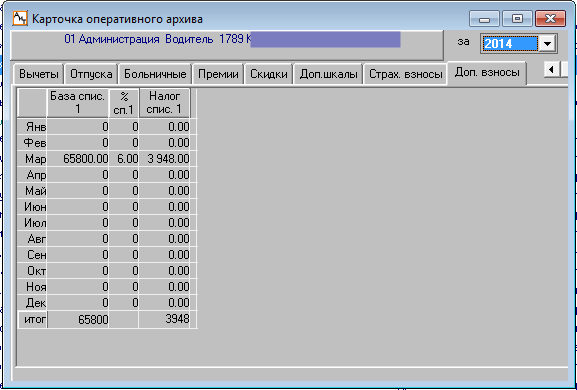 Карточка оперативного архива
01 Администрация Водитель 1789 К
за 2014
Вычеты Отпуска Больничные Премии Скидки Доп.шкалы Страх. взносы Доп. взносы
База спис. 1 % сп.1 Налог спис. 1
Янв 0 0 0.00
Фев 0 0 0.00
Мар 65800.00 6.00 3 948.00
Апр 0 0 0.00
Май 0 0 0.00
Июн 0 0 0.00
Июл 0 0 0.00
Авг 0 0 0.00
Сен 0 0 0.00
Окт 0 0 0.00
Ноя 0 0 0.00
Дек 0 0 0.00
итог 65800 3948